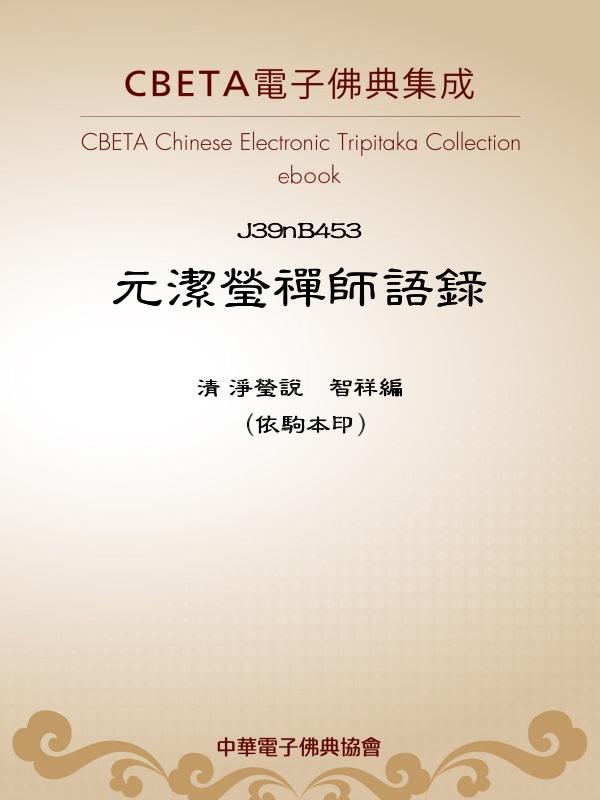 CBETA電子佛典集成
CBETA Chinese Electronic Tripitaka Collection
ebook
J39nB453
元潔瑩禪師語錄
清 淨瑩說　智祥編
(依駒本印)
中華電子佛典協會